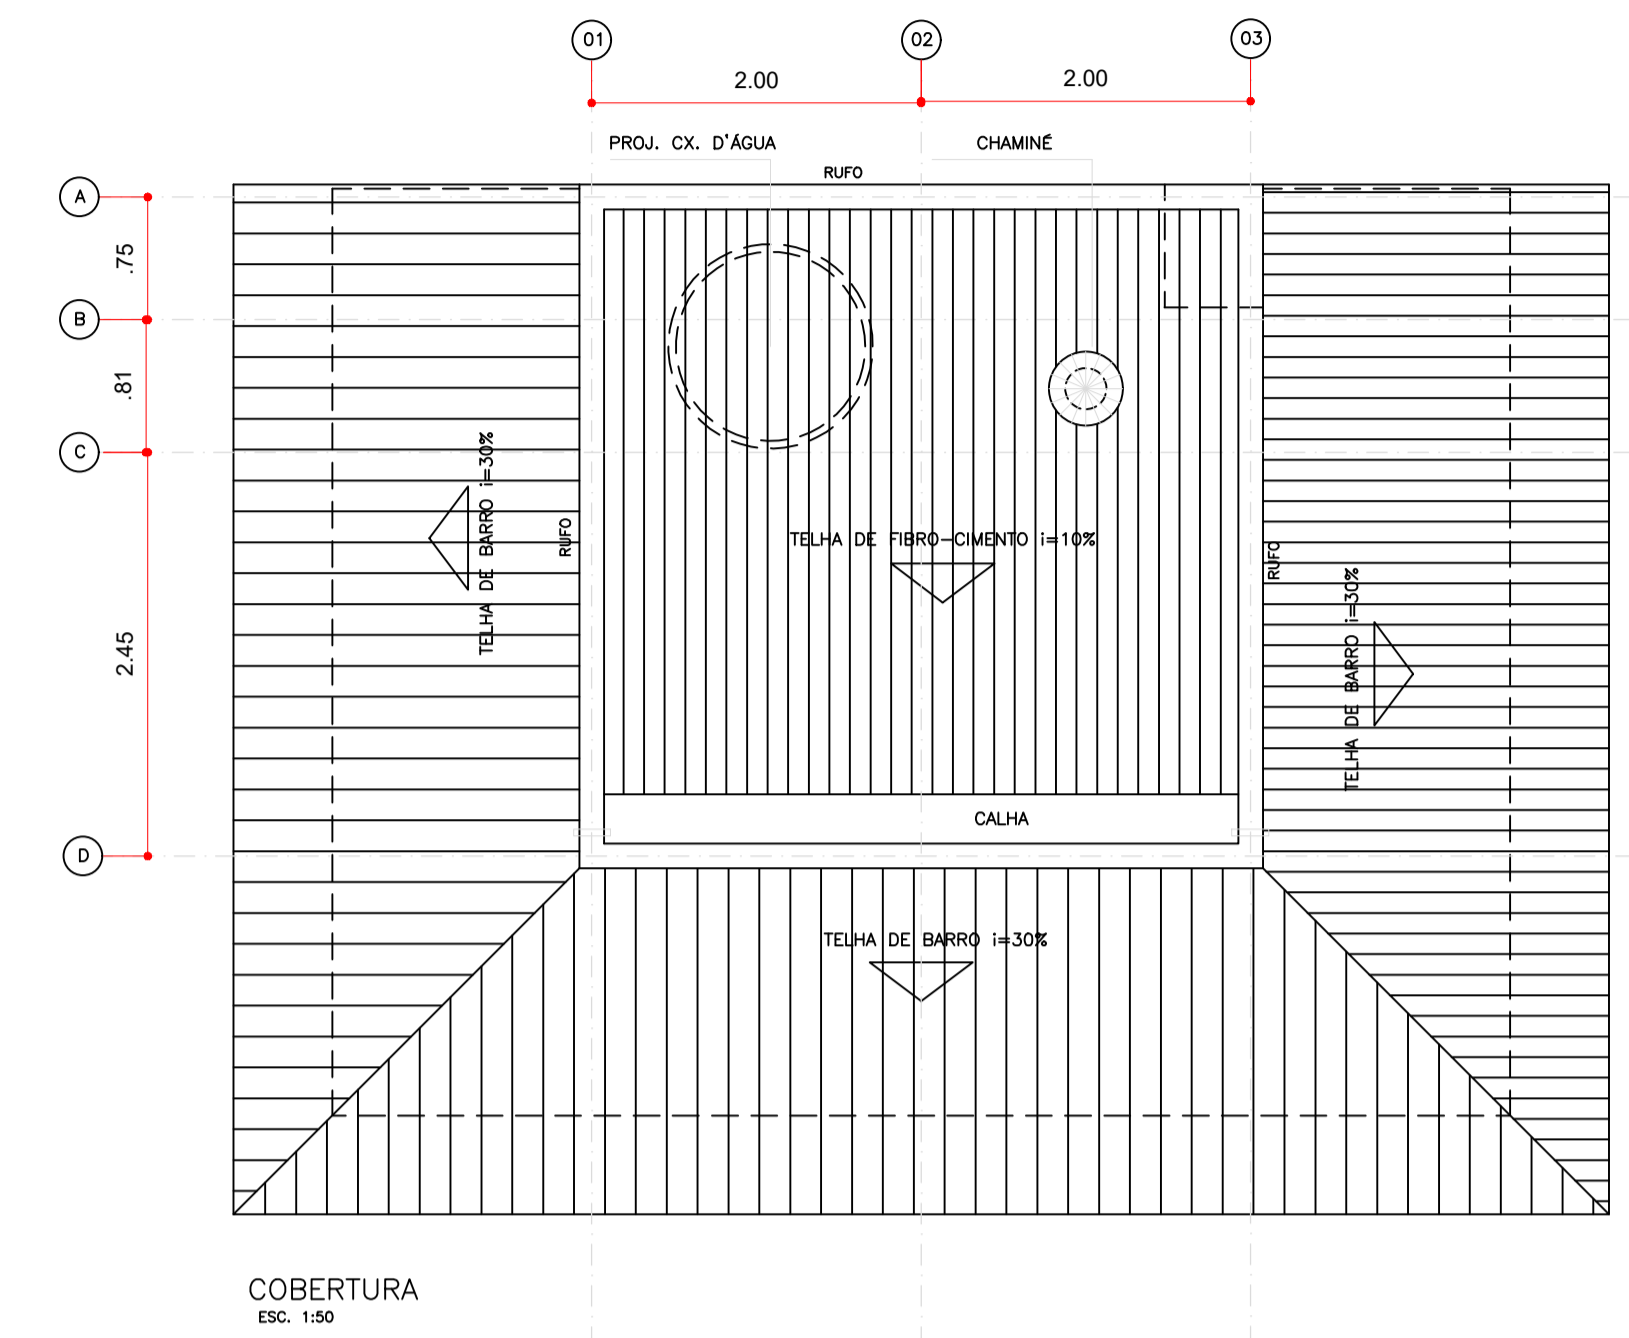 01 02 03
2.00 2.00
PROJ. CX. D'ÁGUA CHAMINÉ
RUFO
A
.75
B
.81
C
TELHA DE BARRO i=30%
RUFO
TELHA DE FIBRO-CIMENTO i=10%
RUFO
TELHA DE BARRO i=30%
2.45
CALHA
D
TELHA DE BARRO i=30%
COBERTURA
ESC. 1:50